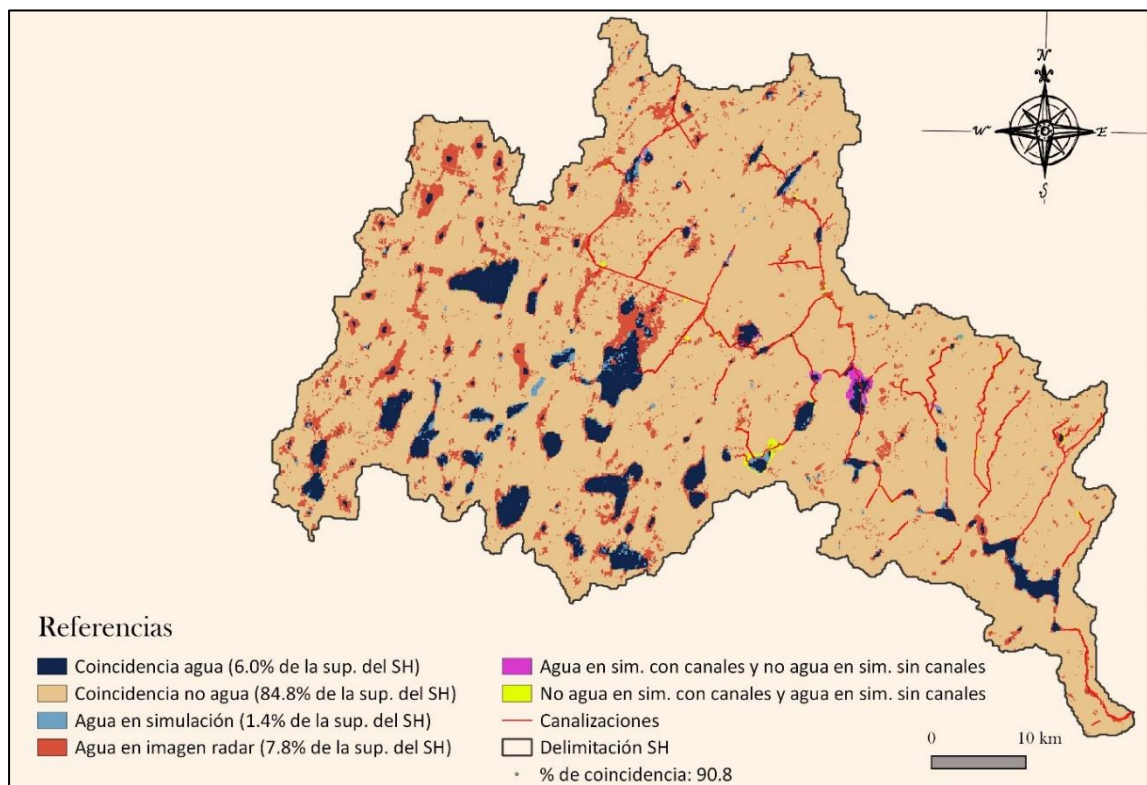 N
W
E
S
Referencias
Coincidencia agua (6.0% de la sup. del SH)
Coincidencia no agua (84.8% de la sup. del SH)
Agua en simulación (1.4% de la sup. del SH)
Agua en imagen radar (7.8% de la sup. del SH)
Agua en sim. con canales y no agua en sim. sin canales
No agua en sim. con canales y agua en sim. sin canales
Canalizaciones
Delimitación SH
% de coincidencia: 90.8
0 10 km